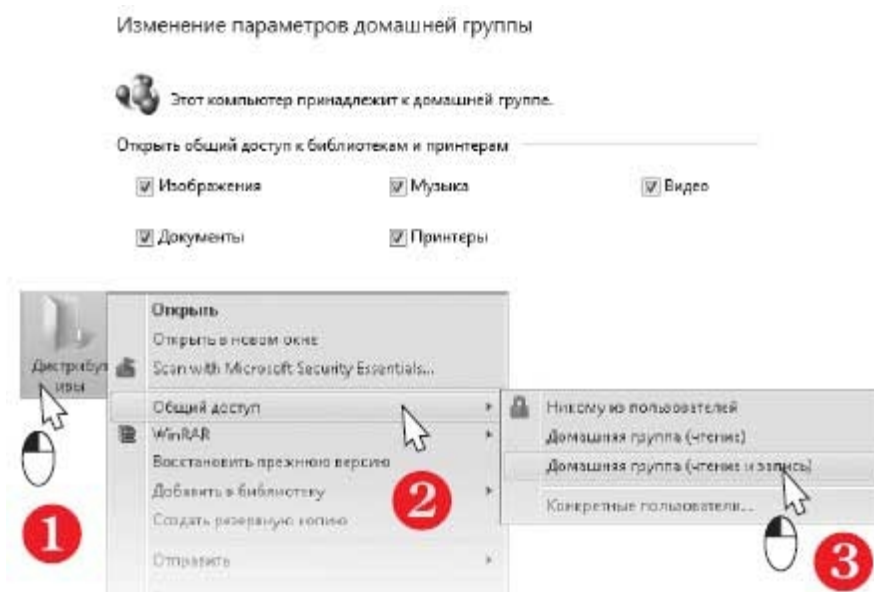 Изменение параметров домашней группы
Этот компьютер принадлежит к домашней группе.
Открыть общий доступ к библиотекам и принтерам
Изображения
Музыка
Видео
Документы
Принтеры
Дистрибут
ивы
Открыть
Открыть в новом окне
Scan with Microsoft Security Essentials...
Общий доступ
WinRAR
Восстановить прежнюю версию
Добавить в библиотеку
Создать резервную копию
Отправить
Никому из пользователей
Домашняя группа (чтение)
Домашняя группа (чтение и запись)
Конкретные пользователи...
1
2
3